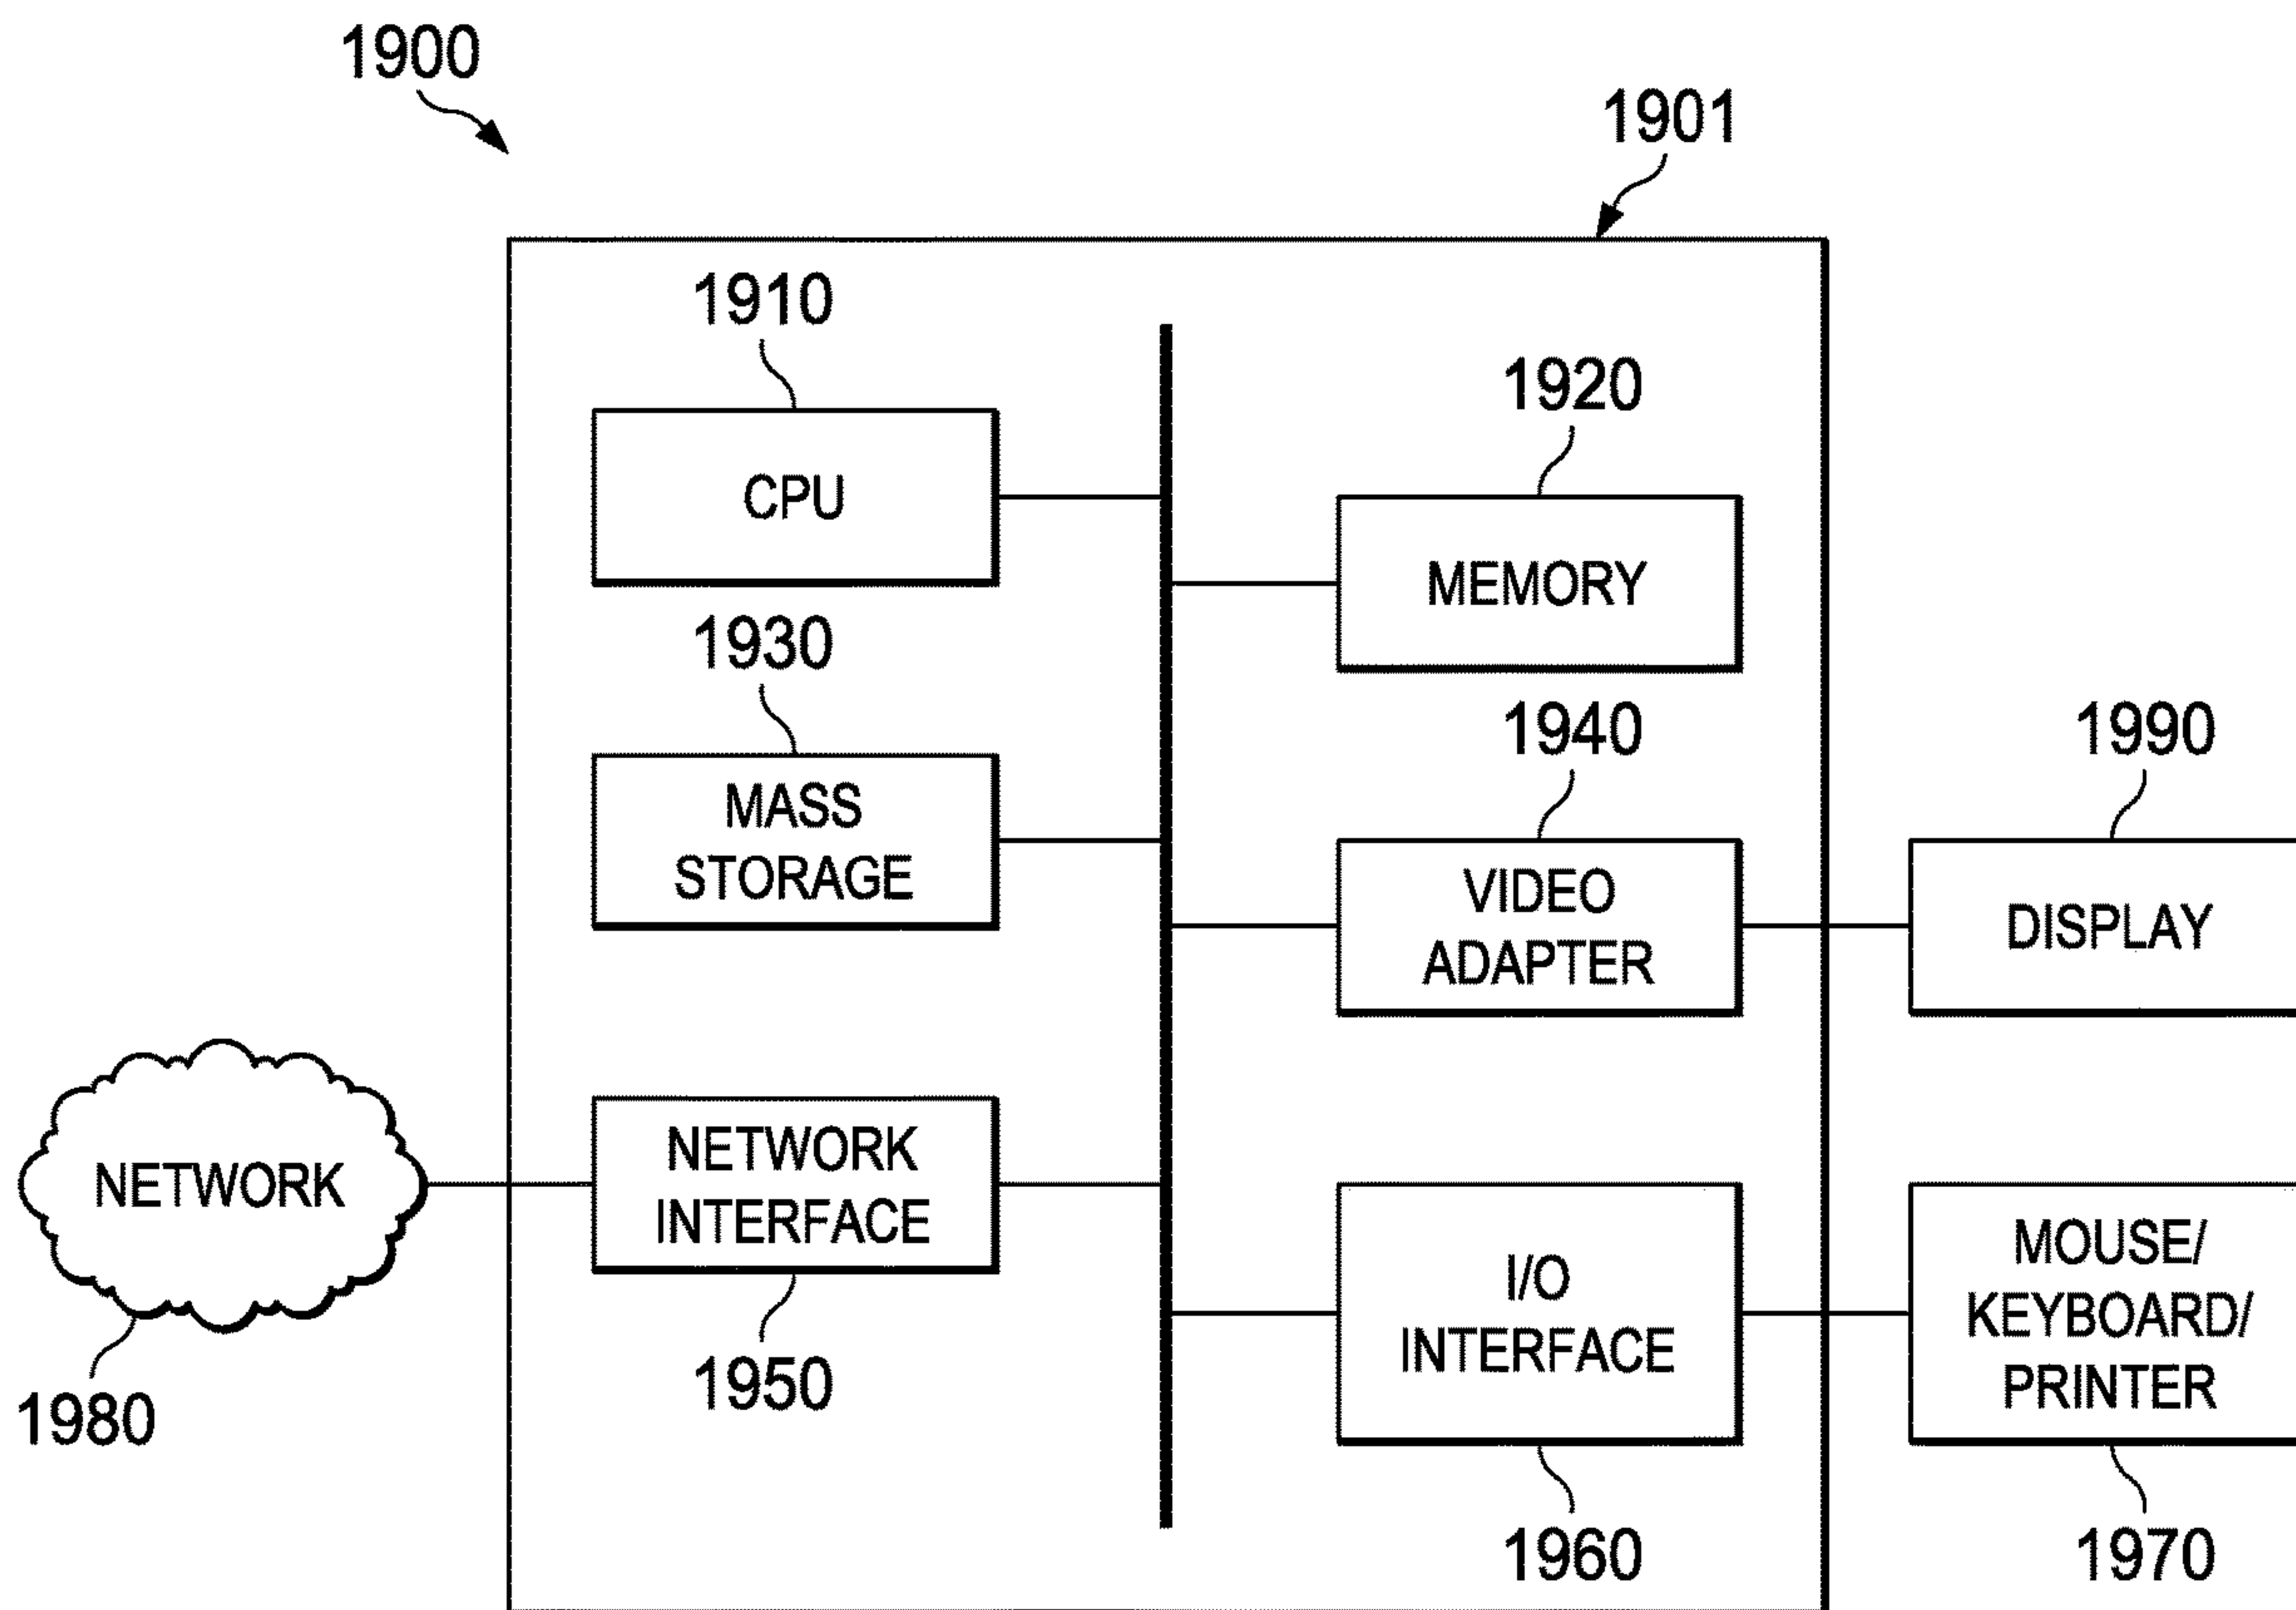 1900
1901
1910
CPU
1920
MEMORY
1930
MASS
STORAGE
1940
VIDEO
ADAPTER
1990
DISPLAY
NETWORK
1980
NETWORK
INTERFACE
1950
I/O
INTERFACE
1960
MOUSE/
KEYBOARD/
PRINTER
1970